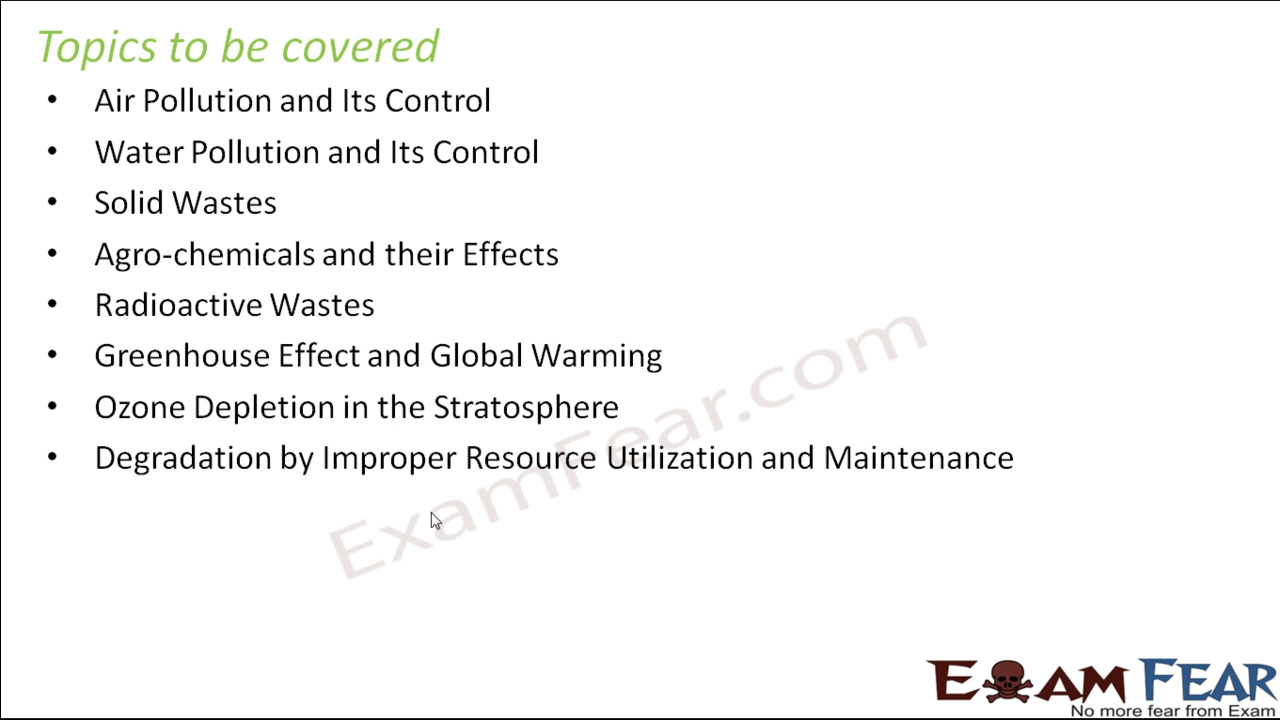 Topics to be covered
• Air Pollution and Its Control
• Water Pollution and Its Control
• Solid Wastes
• Agro-chemicals and their Effects
• Radioactive Wastes
• Greenhouse Effect and Global Warming
• Ozone Depletion in the Stratosphere
• Degradation by Improper Resource Utilization and Maintenance
ExamFear.com
EXAM FEAR
No more fear from Exam